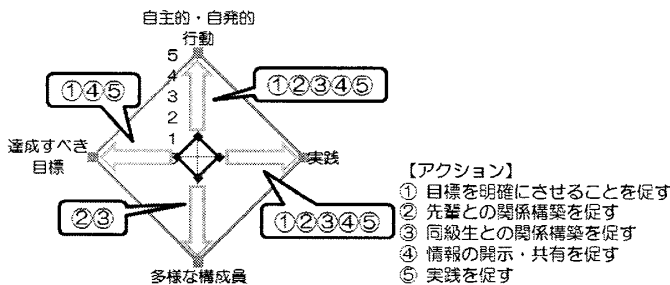 自主的・自発的
行動
5
4
3
2
1
①④⑤
①②③④⑤
達成すべき
目標
実践
②③
①②③④⑤
多様な構成員
【アクション】
① 目標を明確にさせることを促す
② 先輩との関係構築を促す
③ 同級生との関係構築を促す
④ 情報の開示・共有を促す
⑤ 実践を促す